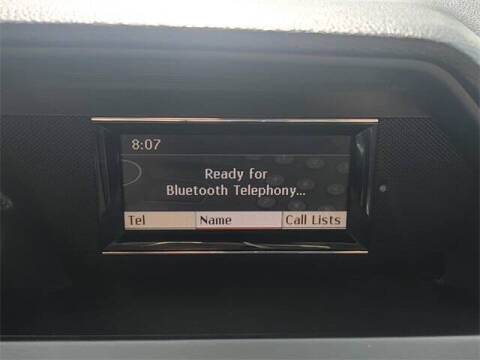 8:07
Ready for
Bluetooth Telephony...
Tel Name Call Lists